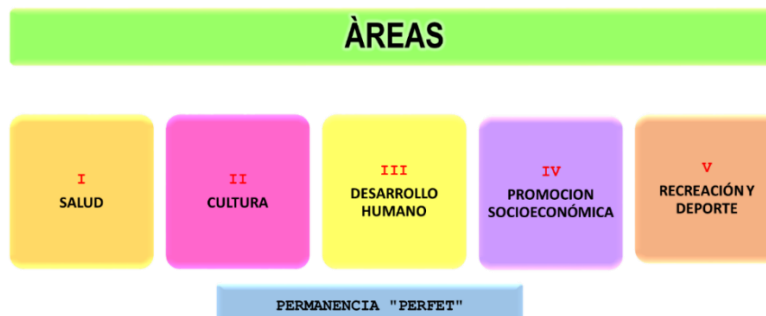 ÀREAS
I
SALUD
II
CULTURA
III
DESARROLLO
HUMANO
IV
PROMOCION
SOCIOECONÓMICA
V
RECREACIÓN Y
DEPORTE
PERMANENCIA "PERFET"